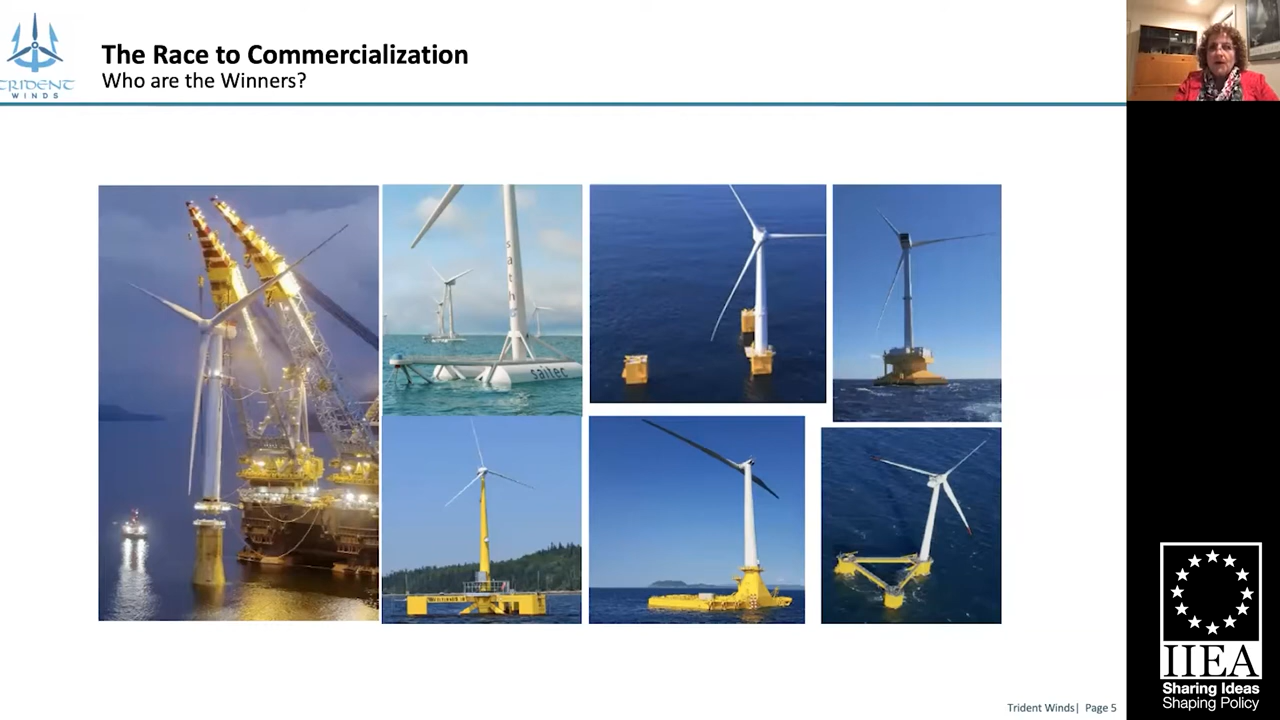 TRIDENT
WINDS
The Race to Commercialization
Who are the Winners?
sath
saitec
Trident Winds| Page 5
IIEA
Sharing Ideas
Shaping Policy